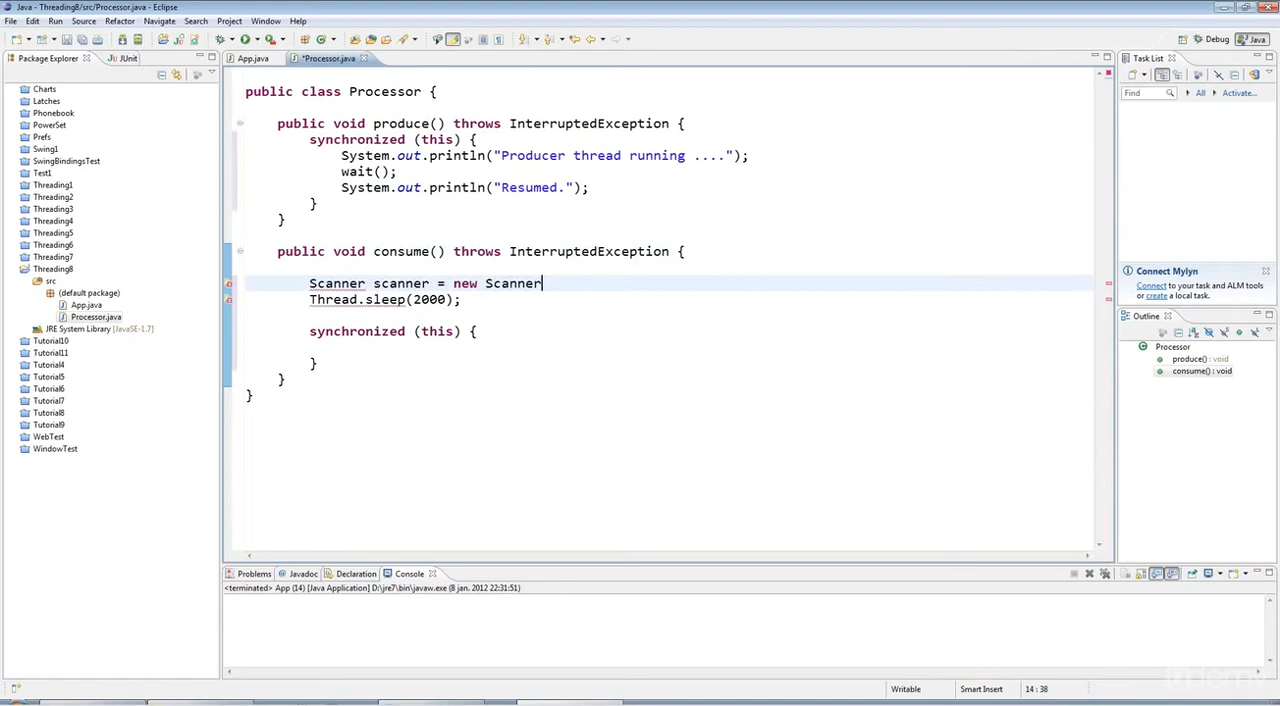 Java - Threading8/src/Processor.java - Eclipse
File Edit Run Source Refactor Navigate Search Project Window Help
Debug Java
Package Explorer JUnit
App.java *Processor.java
Task List
Find All Activate...
Charts
Latches
Phonebook
PowerSet
Prefs
Swing1
SwingBindingsTest
Test1
Threading1
Threading2
Threading3
Threading4
Threading5
Threading6
Threading7
Threading8
src
(default package)
App.java
Processor.java
JRE System Library [JavaSE-1.7]
Tutorial10
Tutorial11
Tutorial4
Tutorial5
Tutorial6
Tutorial7
Tutorial8
Tutorial9
WebTest
WindowTest
public class Processor {
public void produce() throws InterruptedException {
synchronized (this) {
System.out.println("Producer thread running ....");
wait();
System.out.println("Resumed.");
}
}
public void consume() throws InterruptedException {
Scanner scanner = new Scanner
Thread.sleep(2000);
synchronized (this) {
}
}
}
Connect Mylyn
Connect to your task and ALM tools
or create a local task.
Outline
Processor
produce() : void
consume() : void
Problems Javadoc Declaration Console
<terminated> App (14) [Java Application] D:\jre7\bin\javaw.exe (8 jan. 2012 22:31:51)
Writable Smart Insert 14 : 38